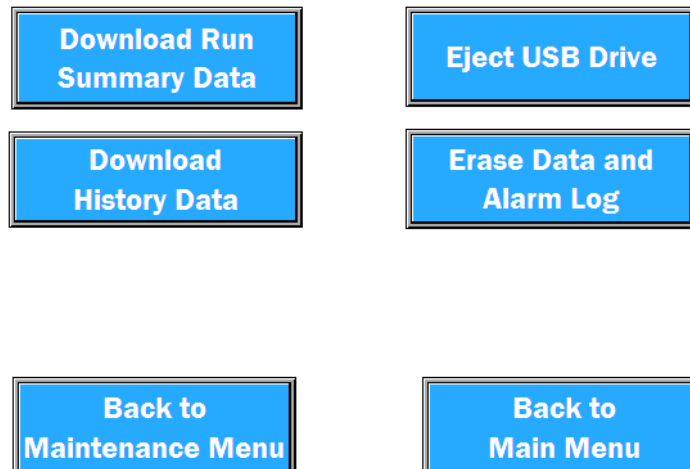 Download Run
Summary Data
Eject USB Drive
Download
History Data
Erase Data and
Alarm Log
Back to
Maintenance Menu
Back to
Main Menu